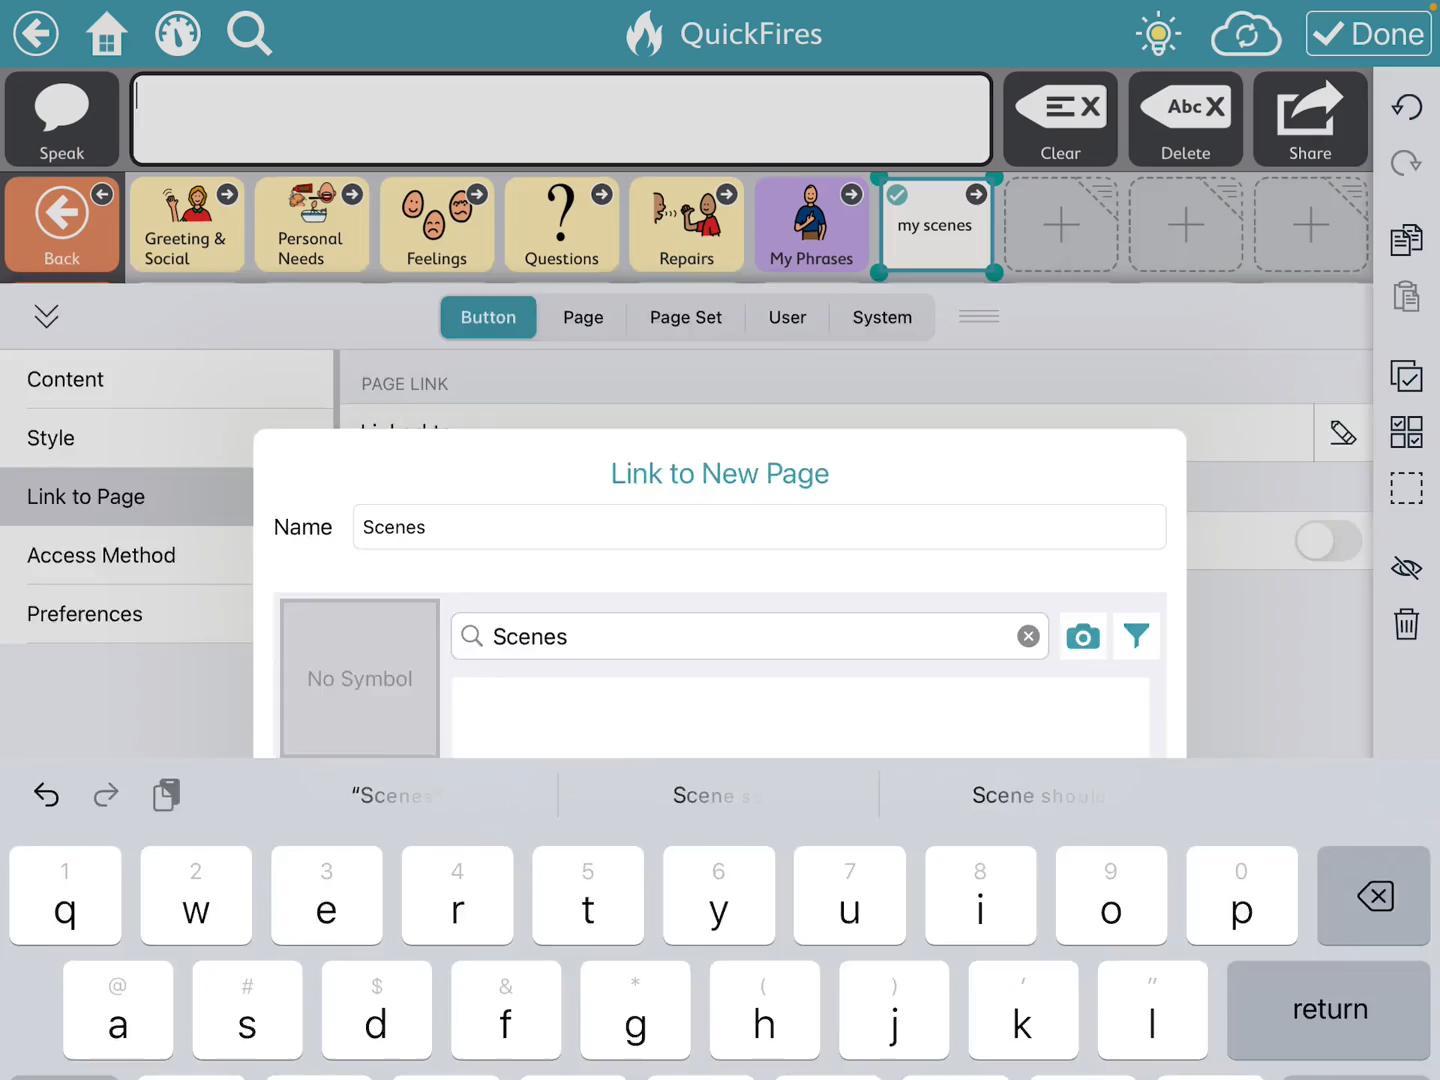 QuickFires
Done
Speak
Clear
Abc X
Delete
Share
Back
Greeting &
Social
Personal
Needs
Feelings
?
Questions
Repairs
My Phrases
my scenes
Button
Page
Page Set
User
System
Content
Style
Link to Page
Access Method
Preferences
PAGE LINK
Link to New Page
Name
Scenes
No Symbol
Scenes
“Scenes”
Scene
Scene should
1 2 3 4 5 6 7 8 9 0
q w e r t y u i o p
@ # $ & * ( ) ' "
a s d f g h j k l
return